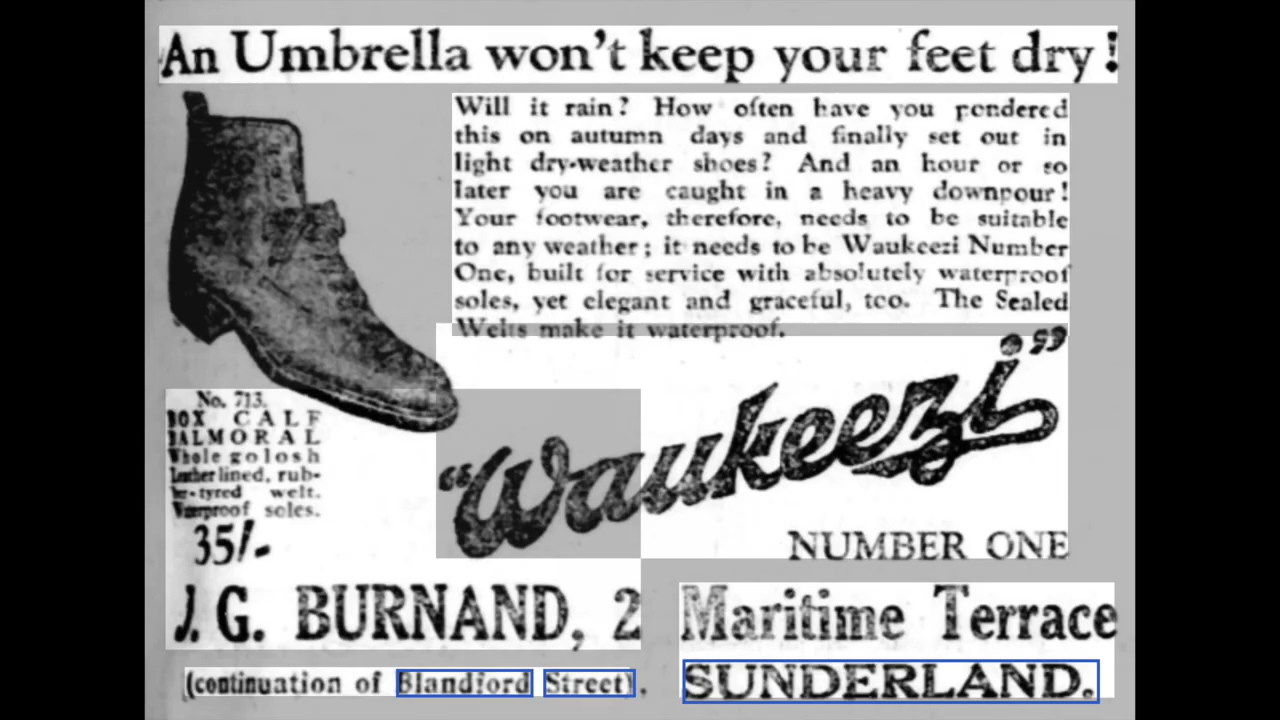 An Umbrella won't keep your feet dry!
Will it rain? How often have you pondered
this on autumn days and finally set out in
light dry-weather shoes? And an hour or so
later you are caught in a heavy downpour!
Your footwear, therefore, needs to be suitable
to any weather; it needs to be Waukeezi Number
One, built for service with absolutely waterproof
soles, yet elegant and graceful, too. The Sealed
Welts make it waterproof.
No. 713.
BOX CALF
BALMORAL
Whole golosh
Leather lined, rub-
ber-tyred welt.
Waterproof soles.
35/-
"Waukeezi"
NUMBER ONE
J. G. BURNAND, 2 Maritime Terrace
(continuation of Blandford Street). SUNDERLAND.